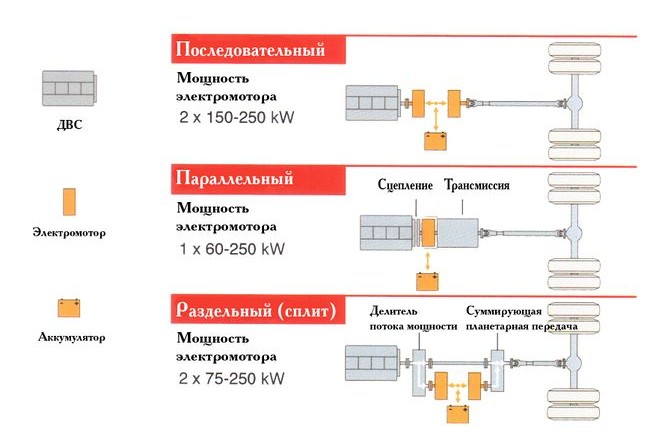 ДВС
Электромотор
Аккумулятор
Последовательный
Мощность
электромотора
2 x 150-250 kW
Параллельный
Мощность
электромотора
1 x 60-250 kW
Сцепление Трансмиссия
Раздельный (сплит)
Мощность
электромотора
2 x 75-250 kW
Делитель
потока мощности
Суммирующая
планетарная передача